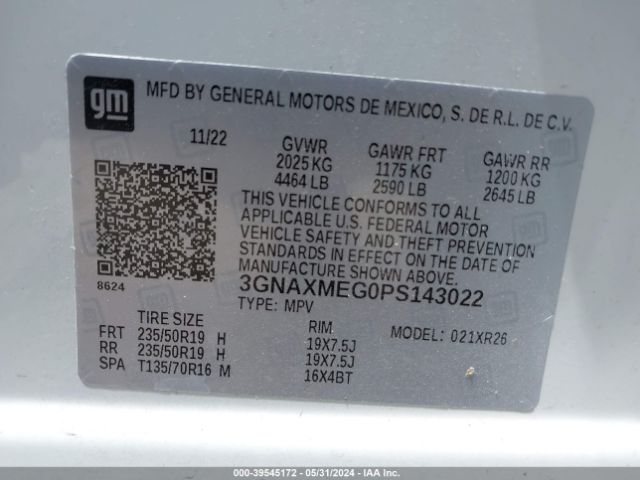 gm
MFD BY GENERAL MOTORS DE MEXICO, S. DE R.L. DE C.V.
11/22
GVWR
2025 KG
4464 LB
GAWR FRT
1175 KG
2590 LB
GAWR RR
1200 KG
2645 LB
THIS VEHICLE CONFORMS TO ALL
APPLICABLE U.S. FEDERAL MOTOR
VEHICLE SAFETY AND THEFT PREVENTION
STANDARDS IN EFFECT ON THE DATE OF
MANUFACTURE SHOWN ABOVE.
8624
3GNAXMEG0PS143022
TYPE: MPV
TIRE SIZE RIM MODEL: 021XR26
FRT 235/50R19 H 19X7.5J
RR 235/50R19 H 19X7.5J
SPA T135/70R16 M 16X4BT
000-39545172 - 05/31/2024 - IAAI.COM